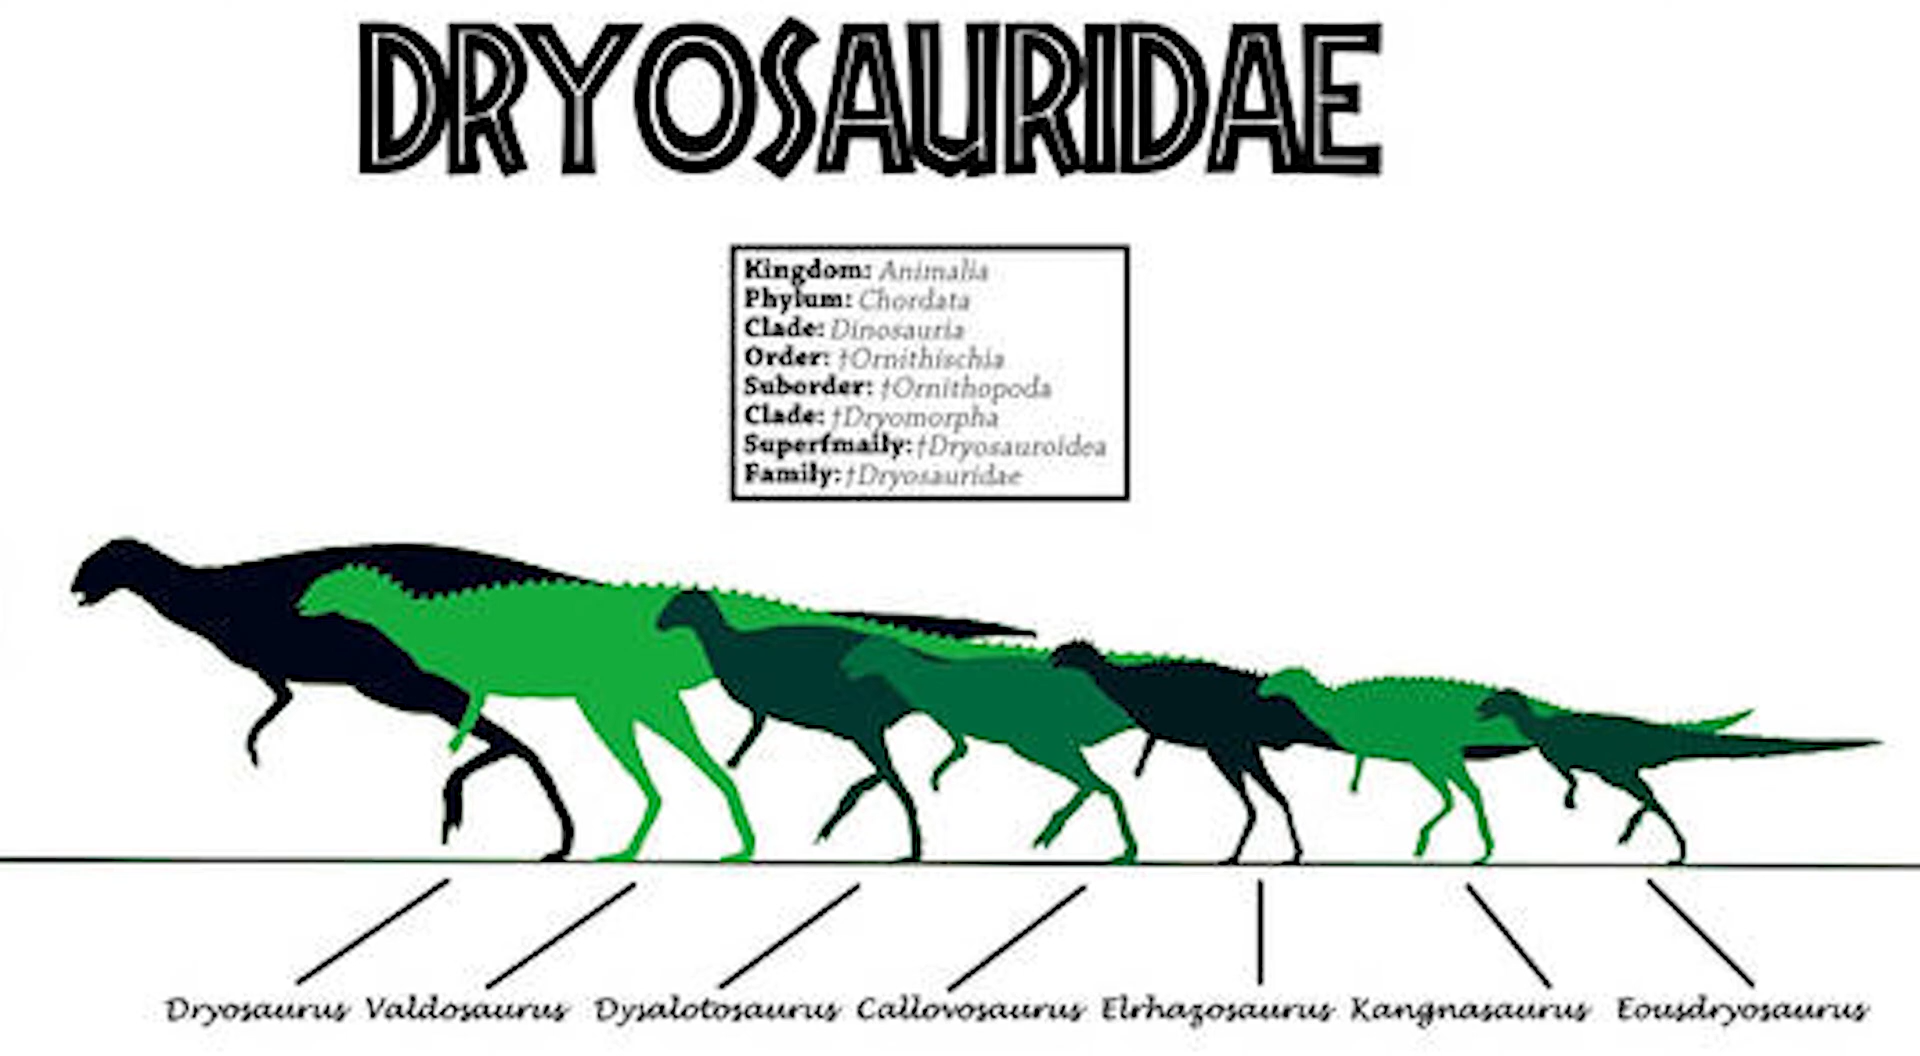 DRYOSAURIDAE
Kingdom: Animalia
Phylum: Chordata
Clade: Dinosauria
Order: †Ornithischia
Suborder: †Ornithopoda
Clade: †Dryomorpha
Superfmaily: †Dryosauroidea
Family: †Dryosauridae
Dryosaurus Valdosaurus Dysalotosaurus Callovosaurus Elrhazosaurus Kangnasaurus Eousdryosaurus